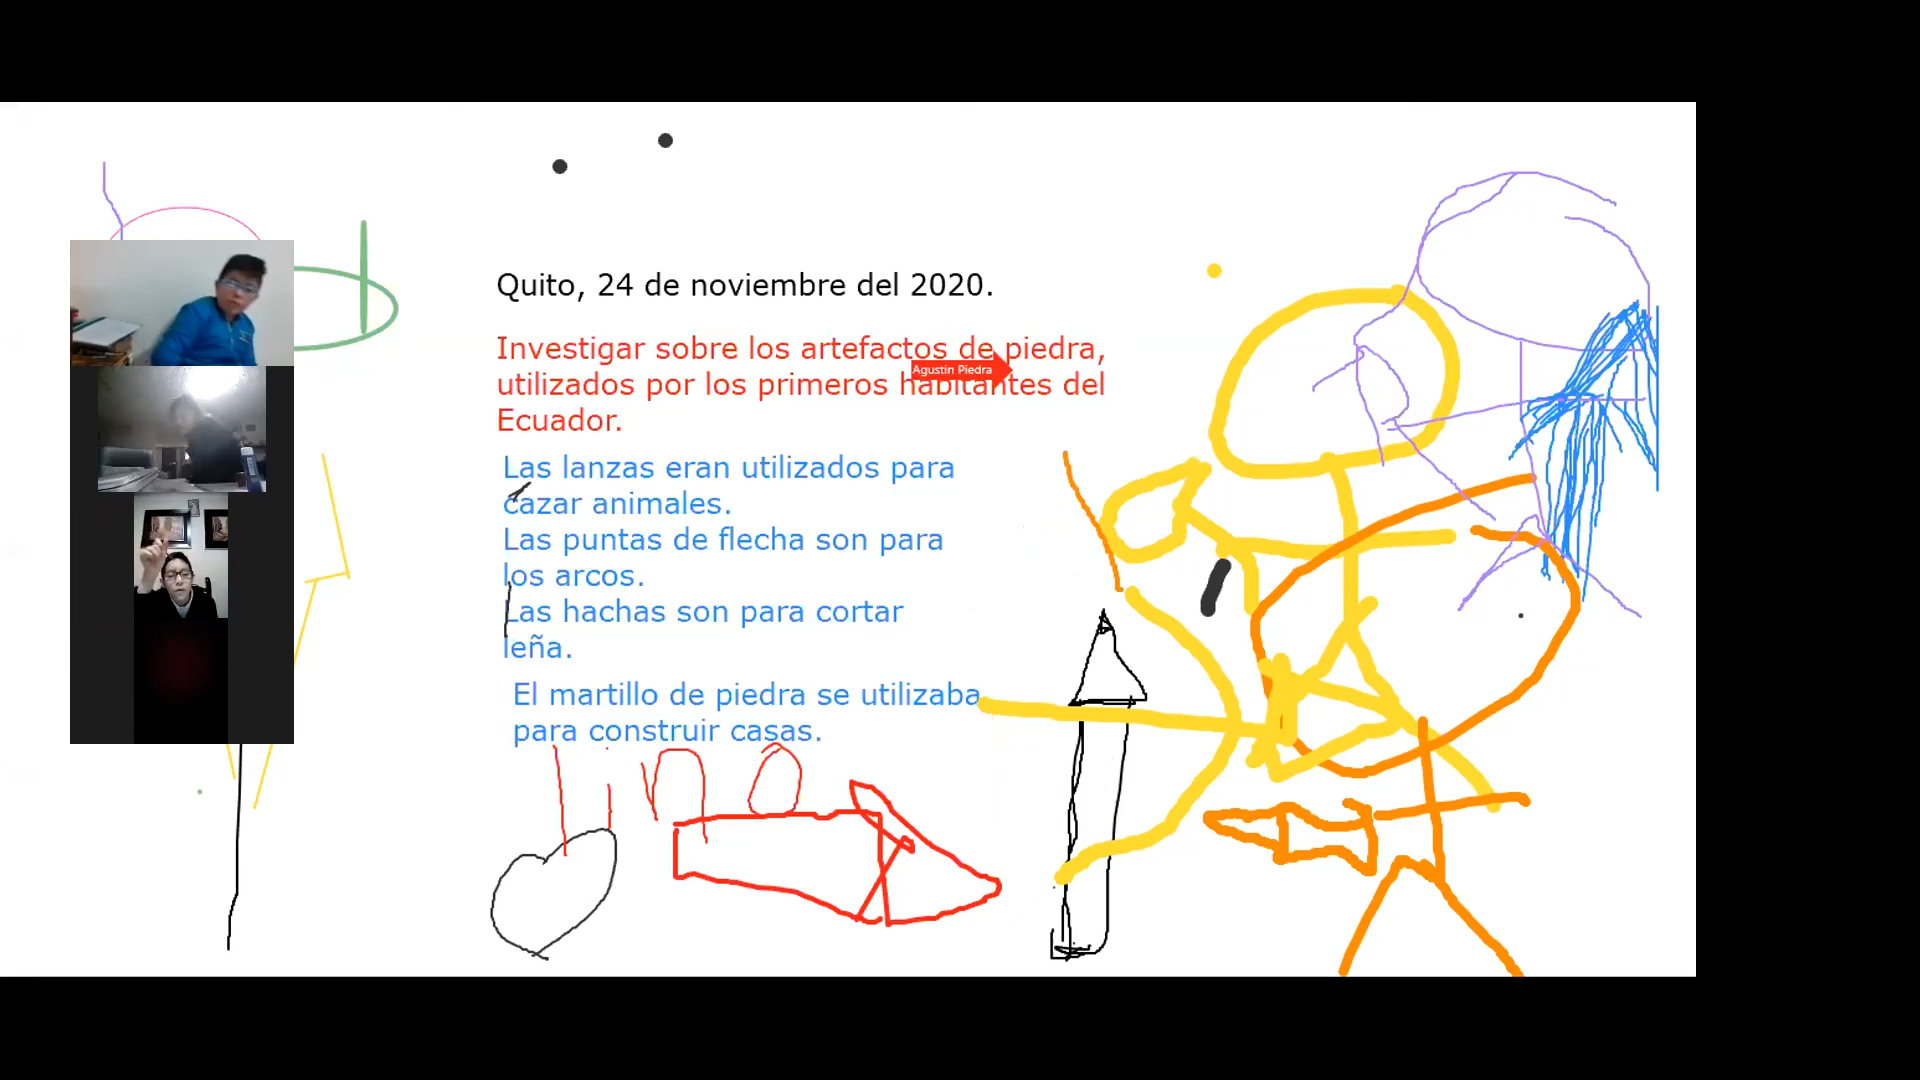 Quito, 24 de noviembre del 2020.
Investigar sobre los artefactos de piedra,
Agustin Piedra
utilizados por los primeros habitantes del
Ecuador.
Las lanzas eran utilizados para
cazar animales.
Las puntas de flecha son para
los arcos.
Las hachas son para cortar
leña.
El martillo de piedra se utilizaba
para construir casas.